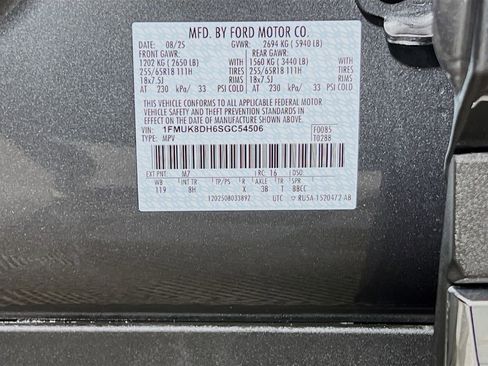 MFD. BY FORD MOTOR CO.
DATE: 08/25 GVWR: 2694 KG ( 5940 LB)
FRONT GAWR: REAR GAWR:
1202 KG ( 2650 LB) WITH 1560 KG ( 3440 LB) WITH
255/65R18 111H TIRES 255/65R18 111H TIRES
18x7.5J RIMS 18x7.5J RIMS
AT 230 kPa/ 33 PSI COLD AT 230 kPa/ 33 PSI COLD
THIS VEHICLE CONFORMS TO ALL APPLICABLE FEDERAL MOTOR
VEHICLE SAFETY AND THEFT PREVENTION STANDARDS IN
EFFECT ON THE DATE OF MANUFACTURE SHOWN ABOVE.
VIN: 1FMUK8DH6SGC54506 F0085
TYPE: MPV T0288
EXT PNT: M7 RC: 16 DSO:
WB INT TR TP/PS R AXLE TR SPR
119 8H X 3B T BBCC
1202508033892 UTC RU5A-1520472-AB